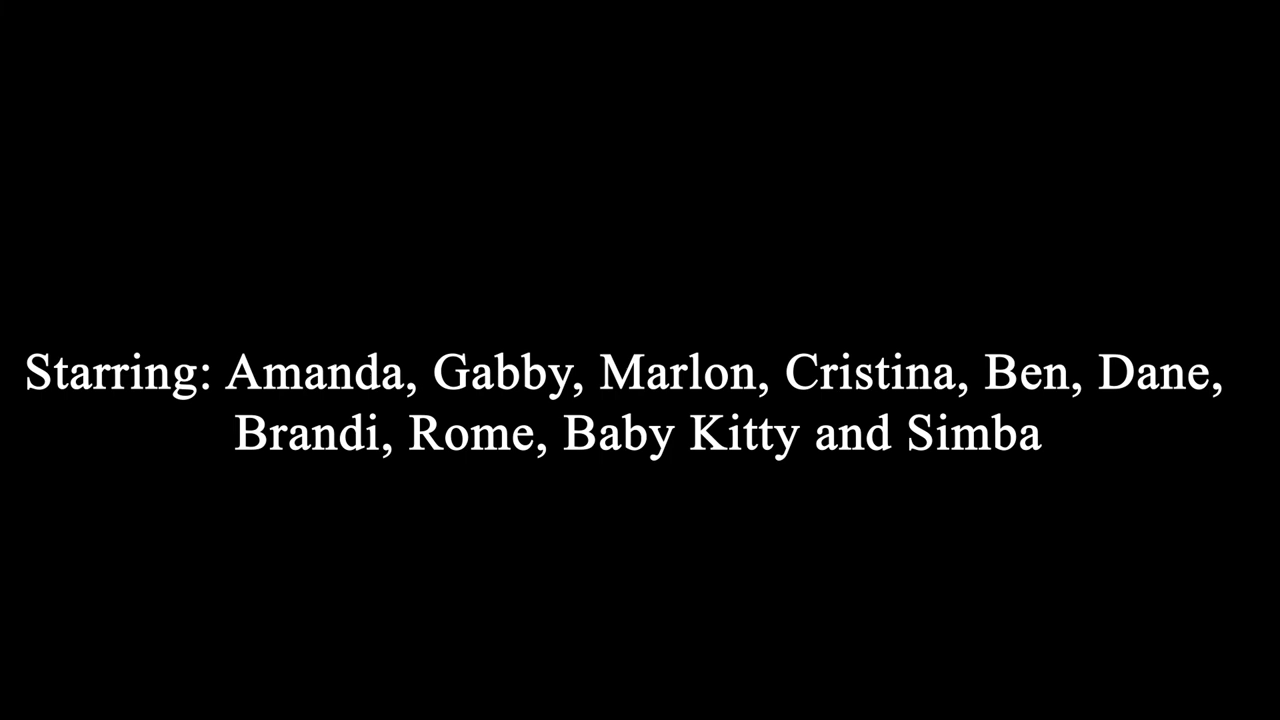 Starring: Amanda, Gabby, Marlon, Cristina, Ben, Dane,
Brandi, Rome, Baby Kitty and Simba